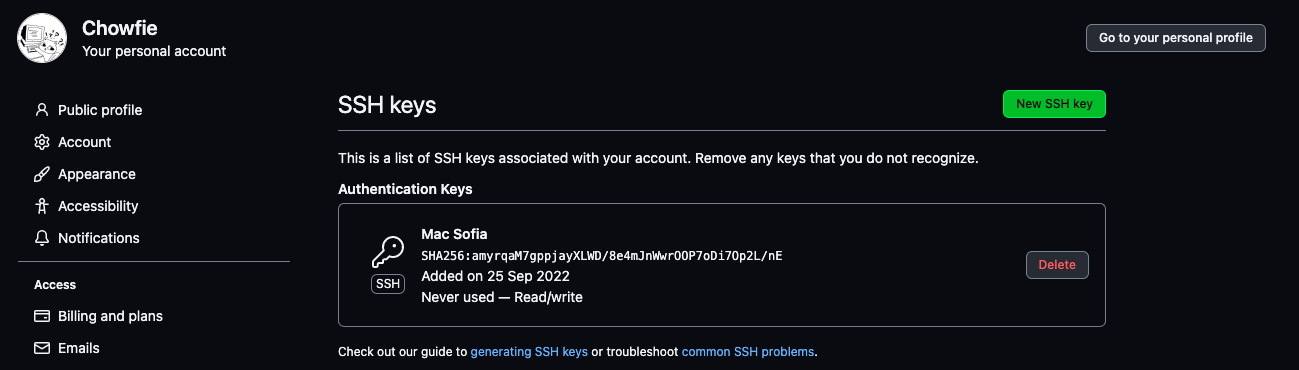 Chowfie
Your personal account
Go to your personal profile
Public profile
Account
Appearance
Accessibility
Notifications
Access
Billing and plans
Emails
SSH keys
New SSH key
This is a list of SSH keys associated with your account. Remove any keys that you do not recognize.
Authentication Keys
Mac Sofia
SHA256:amyrqaM7gppjayXLWD/8e4mJnWwrOOP7oDi7Op2L/nE
Added on 25 Sep 2022
Never used — Read/write
SSH
Delete
Check out our guide to generating SSH keys or troubleshoot common SSH problems.